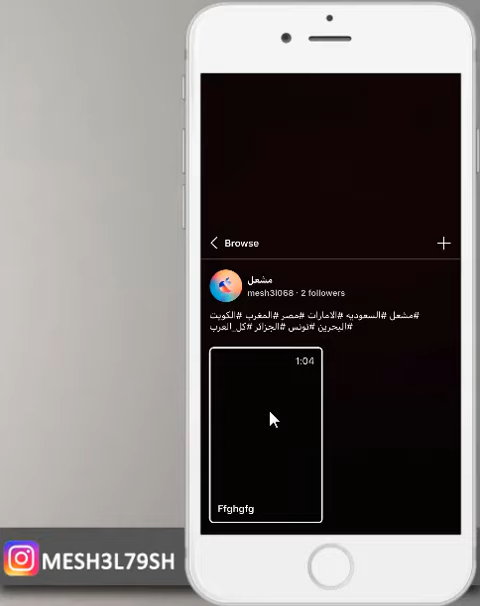 Browse
مشعل
mesh3l068 · 2 followers
#مشعل #السعوديه #الامارات #مصر #المغرب #الكويت
#البحرين #تونس #الجزائر #كل_العرب
1:04
Ffghgfg
MESH3L79SH